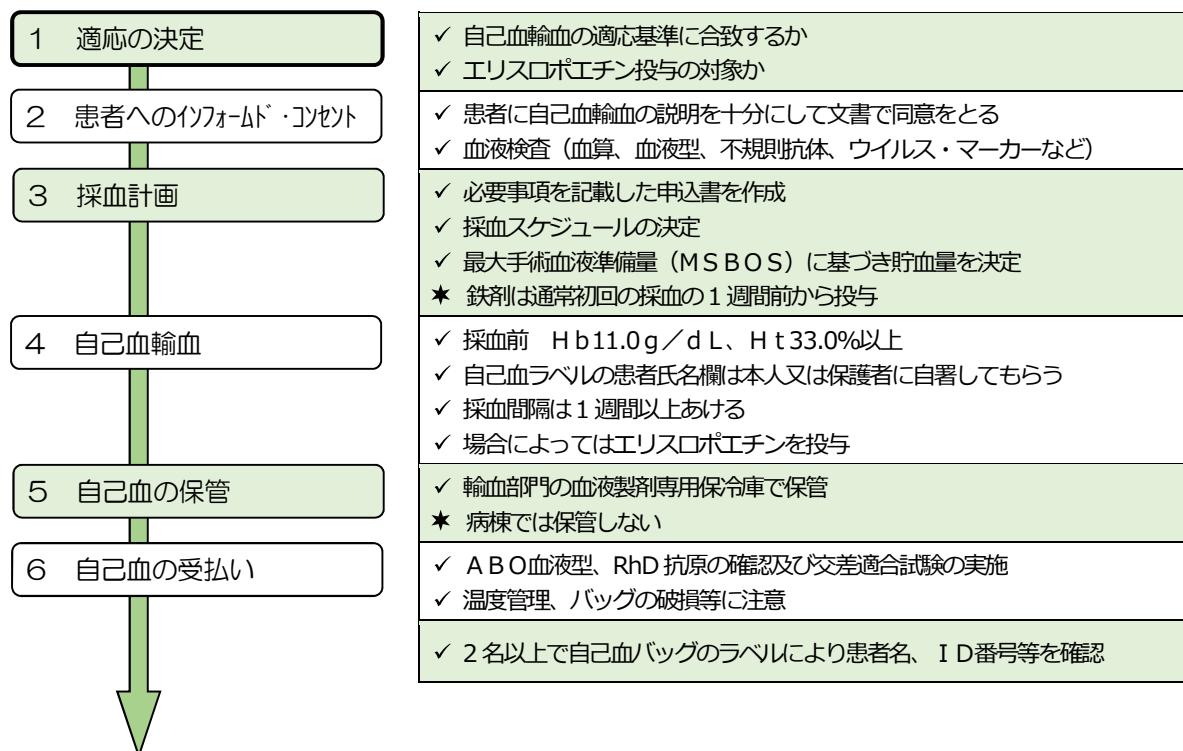 1 適応の決定
✓ 自己血輸血の適応基準に合致するか
✓ エリスロポエチン投与の対象か
2 患者へのｲﾝﾌｫｰﾑﾄﾞ・ｺﾝｾﾝﾄ
✓ 患者に自己血輸血の説明を十分にして文書で同意をとる
✓ 血液検査（血算、血液型、不規則抗体、ウイルス・マーカーなど）
3 採血計画
✓ 必要事項を記載した申込書を作成
✓ 採血スケジュールの決定
✓ 最大手術血液準備量（ＭＳＢＯＳ）に基づき貯血量を決定
★ 鉄剤は通常初回の採血の１週間前から投与
4 自己血輸血
✓ 採血前 Ｈｂ11.0ｇ／ｄＬ、Ｈｔ33.0%以上
✓ 自己血ラベルの患者氏名欄は本人又は保護者に自署してもらう
✓ 採血間隔は１週間以上あける
✓ 場合によってはエリスロポエチンを投与
5 自己血の保管
✓ 輸血部門の血液製剤専用保冷庫で保管
★ 病棟では保管しない
6 自己血の受払い
✓ ＡＢＯ血液型、RhD 抗原の確認及び交差適合試験の実施
✓ 温度管理、バッグの破損等に注意
✓ 2 名以上で自己血バッグのラベルにより患者名、ＩＤ番号等を確認